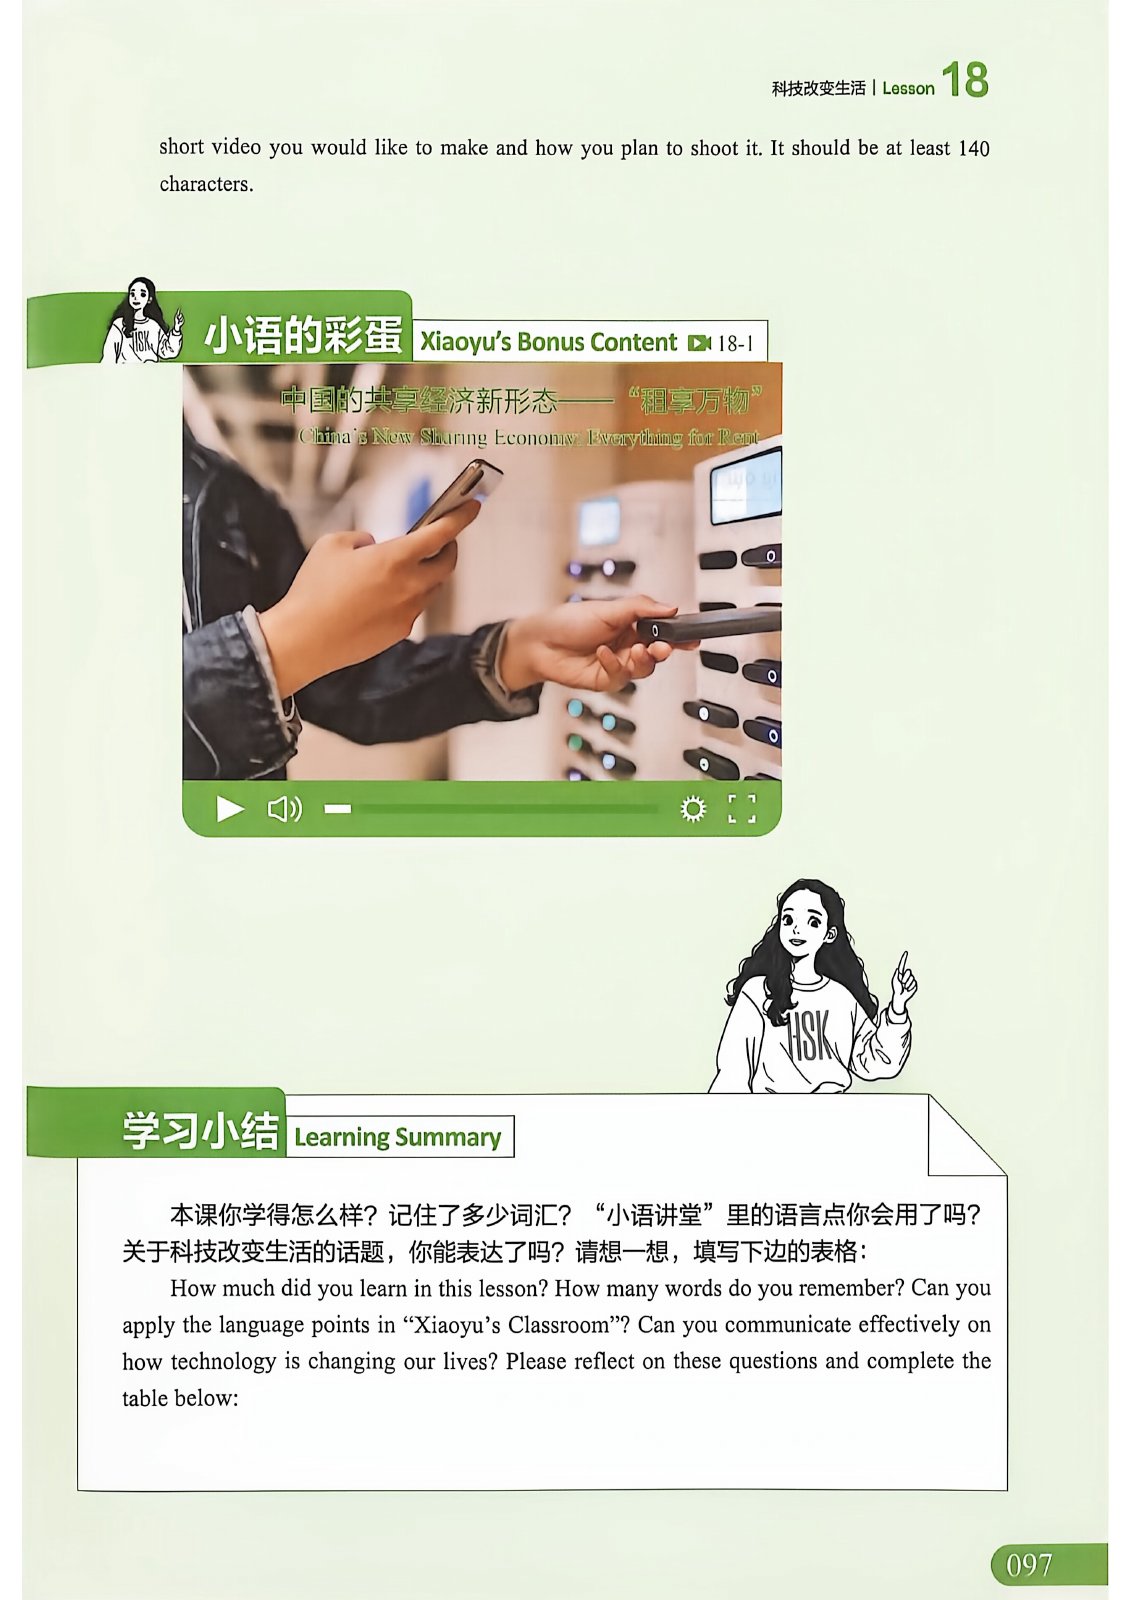 科技改变生活 | Lesson 18
short video you would like to make and how you plan to shoot it. It should be at least 140
characters.
小语的彩蛋 Xiaoyu's Bonus Content 18-1
中国的共享经济新形态——“租享万物”
China's New Sharing Economy: Everything for Rent
HSK
HSK
学习小结 Learning Summary
本课你学得怎么样？记住了多少词汇？“小语讲堂”里的语言点你会用了吗？
关于科技改变生活的话题，你能表达了吗？请想一想，填写下边的表格：
How much did you learn in this lesson? How many words do you remember? Can you
apply the language points in “Xiaoyu’s Classroom”? Can you communicate effectively on
how technology is changing our lives? Please reflect on these questions and complete the
table below:
097